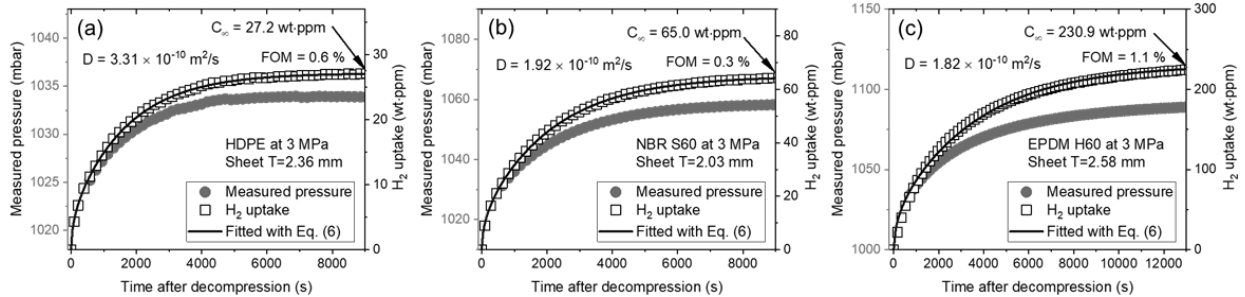 (a)
C∞ = 27.2 wt·ppm
D = 3.31 × 10⁻¹⁰ m²/s
FOM = 0.6 %
HDPE at 3 MPa
Sheet T=2.36 mm
Measured pressure
H₂ uptake
Fitted with Eq. (6)
Measured pressure (mbar)
1040
1035
1030
1025
1020
H₂ uptake (wt-ppm)
30
20
10
0
0 2000 4000 6000 8000
Time after decompression (s)
(b)
C∞ = 65.0 wt·ppm
D = 1.92 × 10⁻¹⁰ m²/s
FOM = 0.3 %
NBR S60 at 3 MPa
Sheet T=2.03 mm
Measured pressure
H₂ uptake
Fitted with Eq. (6)
Measured pressure (mbar)
1080
1060
1040
1020
H₂ uptake (wt-ppm)
80
60
40
20
0
0 2000 4000 6000 8000
Time after decompression (s)
(c)
C∞ = 230.9 wt·ppm
D = 1.82 × 10⁻¹⁰ m²/s
FOM = 1.1 %
EPDM H60 at 3 MPa
Sheet T=2.58 mm
Measured pressure
H₂ uptake
Fitted with Eq. (6)
Measured pressure (mbar)
1150
1100
1050
1000
H₂ uptake (wt-ppm)
300
200
100
0
0 2000 4000 6000 8000 10000 12000
Time after decompression (s)